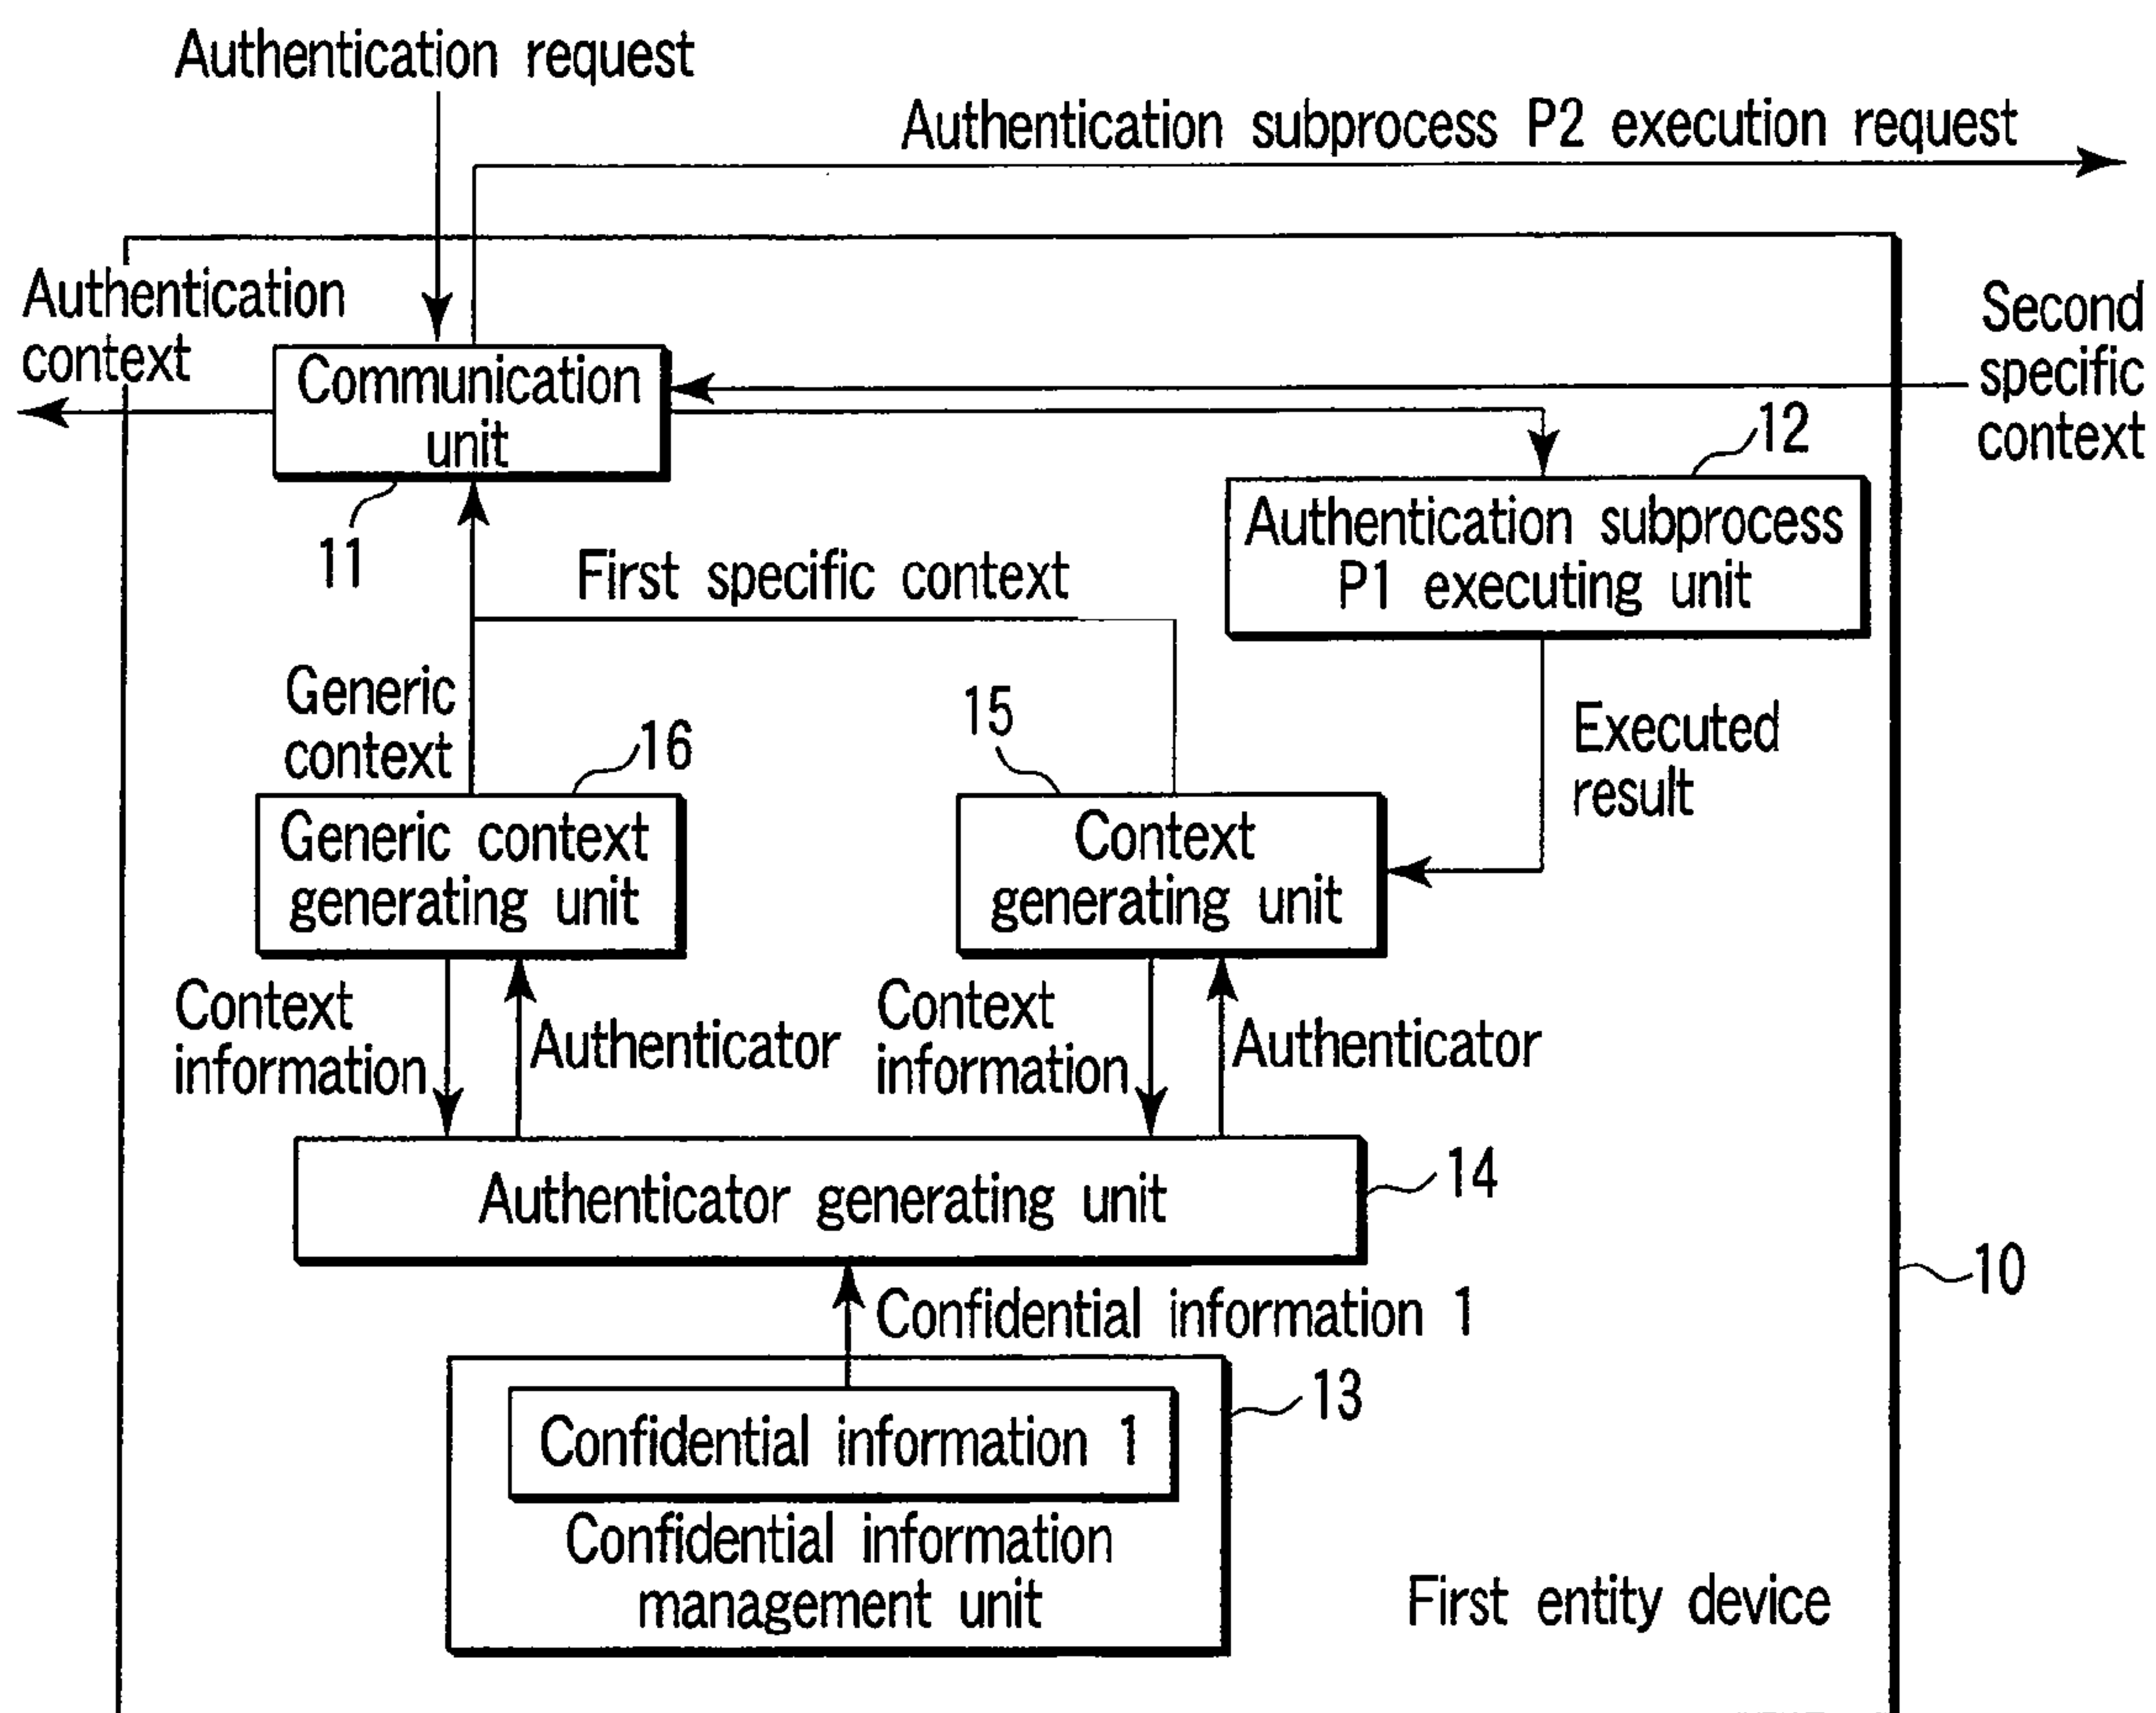 Authentication request
Authentication subprocess P2 execution request
Authentication
context
Second
specific
context
Communication
unit
11
12
Authentication subprocess
P1 executing unit
First specific context
Generic
context
16
15
Executed
result
Generic context
generating unit
Context
generating unit
Context
information
Authenticator
Context
information
Authenticator
Authenticator generating unit
14
10
Confidential information 1
13
Confidential information 1
Confidential information
management unit
First entity device